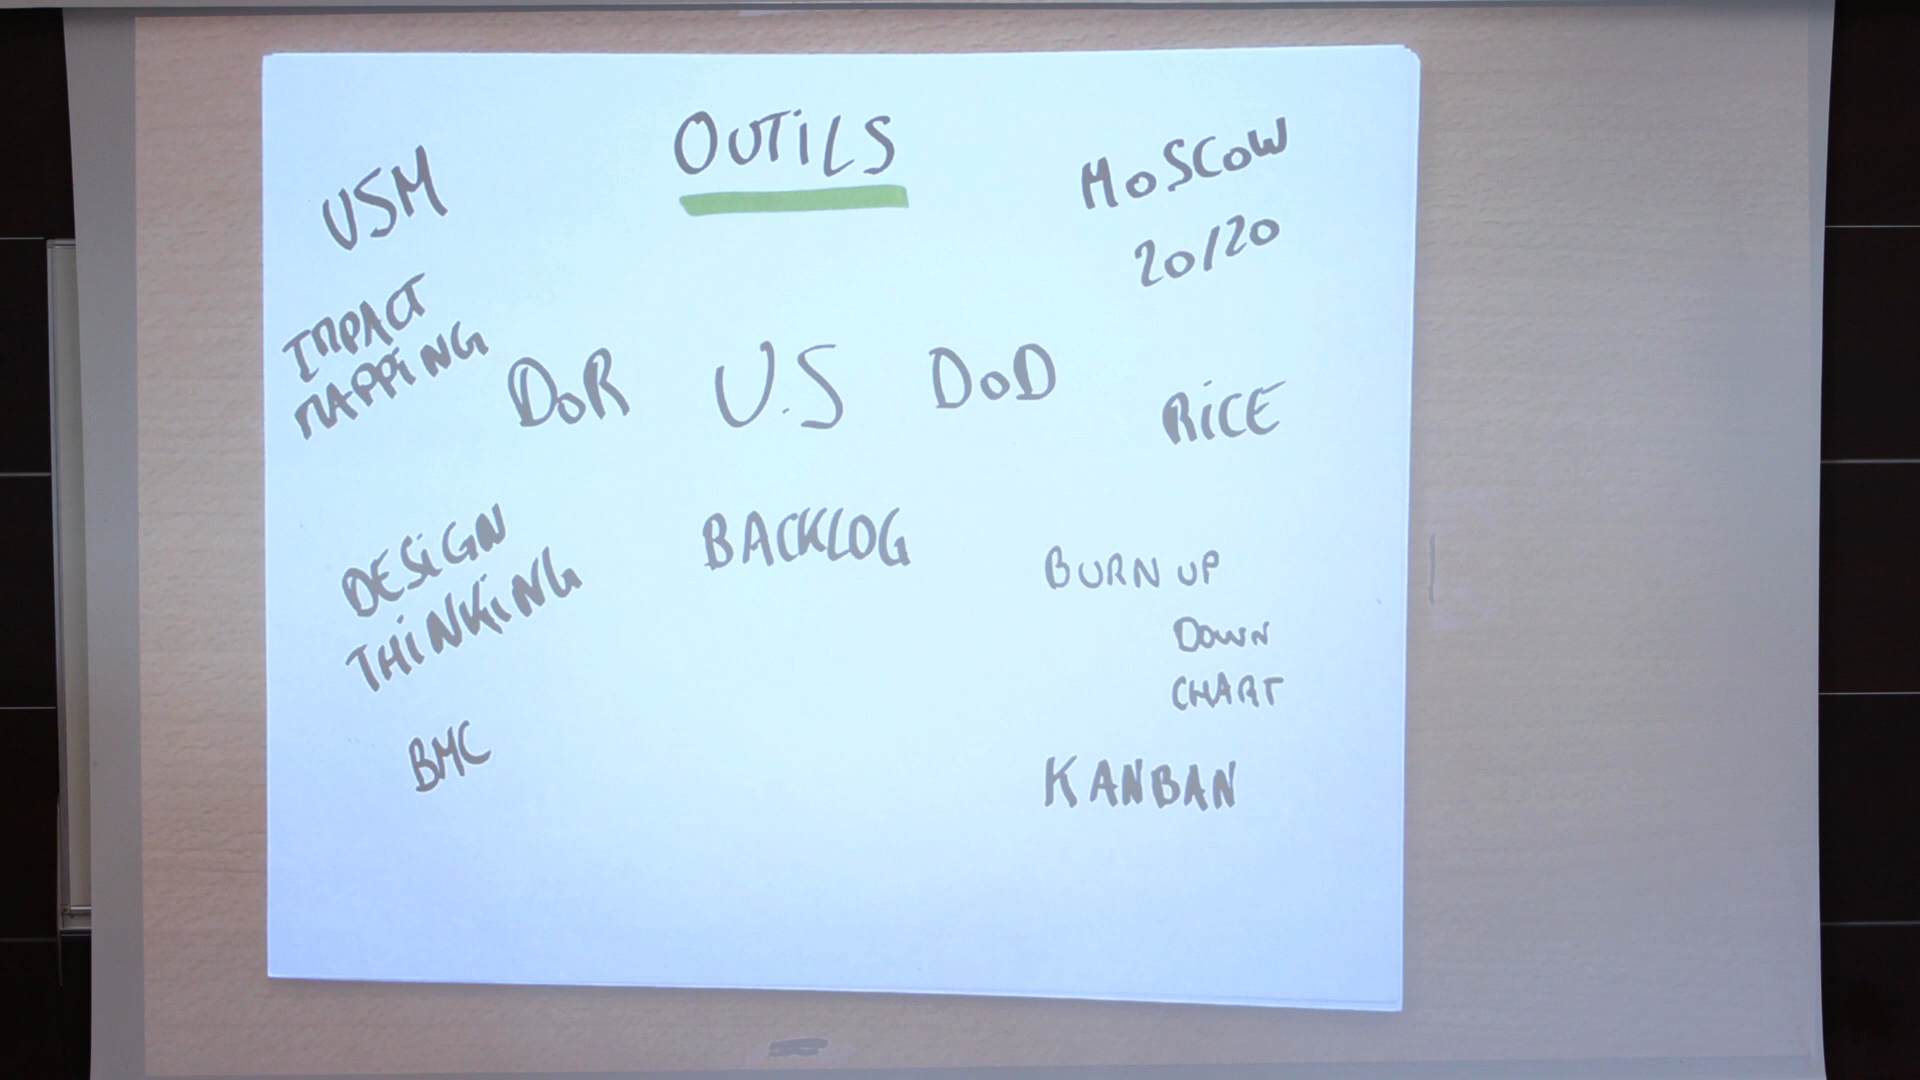 OUTILS
USM
IMPACT
MAPPING
DESIGN
THINKING
BMC
DoR
U.S
DoD
BACKLOG
MoSCoW
20/20
RiCE
BURN UP
DOWN
CHART
KANBAN